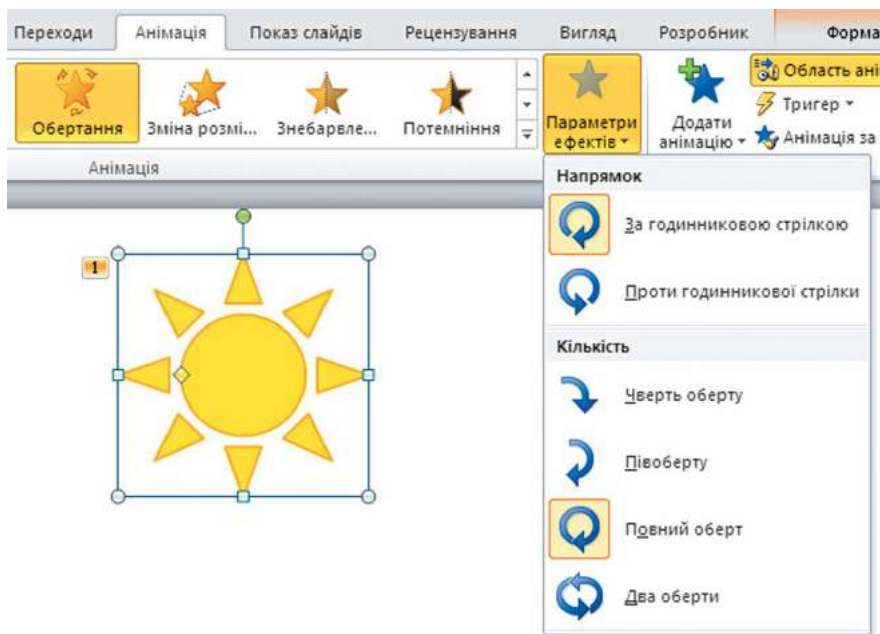 Переходи Анімація Показ слайдів Рецензування Вигляд Розробник Форма
Обертання Зміна розмі... Знебарвле... Потемніння Параметри ефектів Додати анімацію Область ані
Тригер
Анімація за
Анімація
1
Напрямок
За годинниковою стрілкою
Проти годинникової стрілки
Кількість
Чверть оберту
Півоберту
Повний оберт
Два оберти